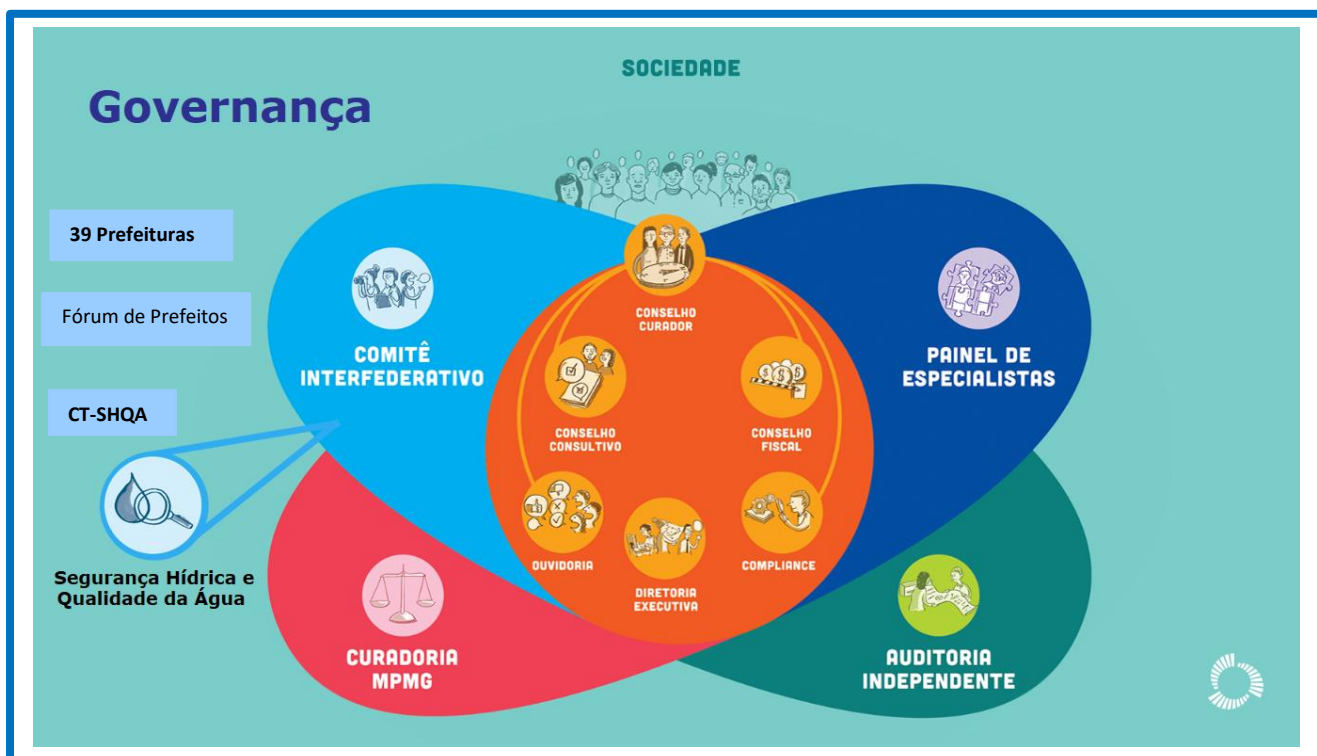 SOCIEDADE
Governança
39 Prefeituras
Fórum de Prefeitos
CT-SHQA
Segurança Hídrica e
Qualidade da Água
COMITÊ
INTERFEDERATIVO
CONSELHO
CURADOR
PAINEL DE
ESPECIALISTAS
CONSELHO
CONSULTIVO
CONSELHO
FISCAL
OUVIDORIA
DIRETORIA
EXECUTIVA
COMPLIANCE
CURADORIA
MPMG
AUDITORIA
INDEPENDENTE